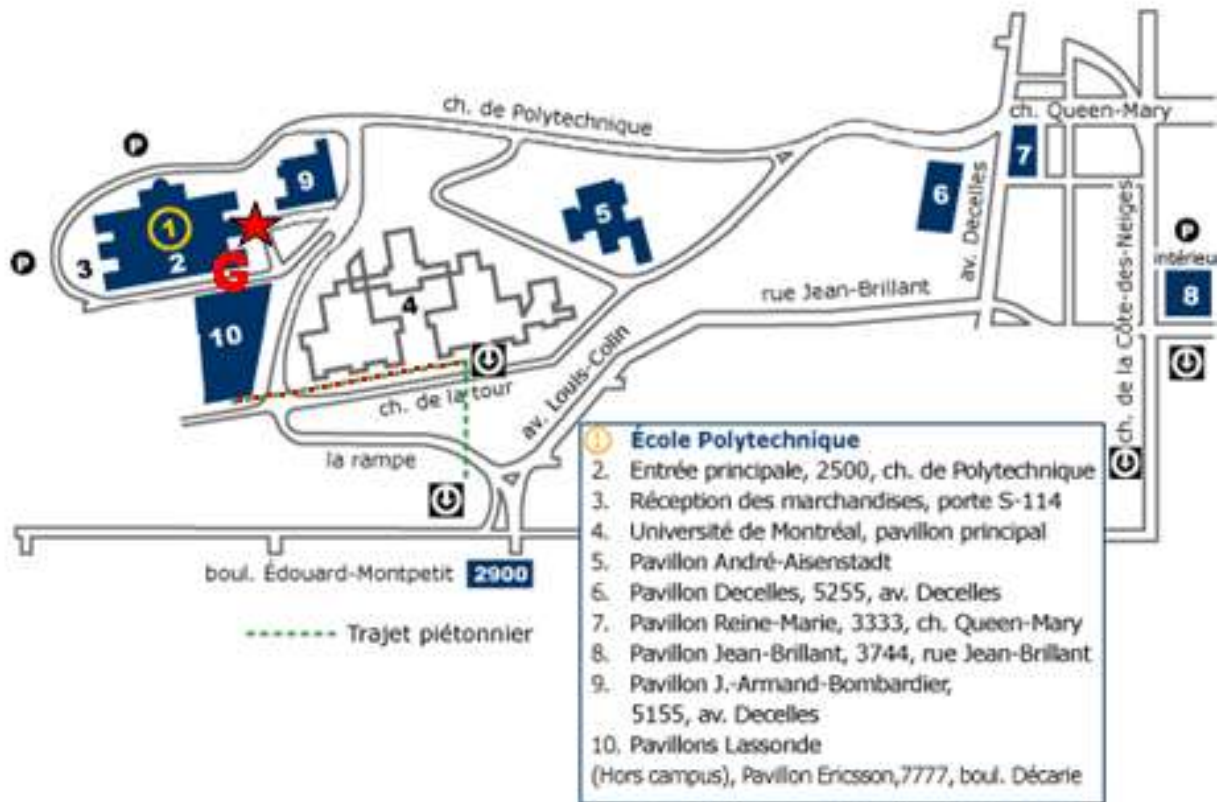 ch. de Polytechnique
ch. Queen-Mary
P
9
7
6
1
5
av. Decelles
ch. de la Côte-des-Neiges
P
P
3
2
G
intérieu
rue Jean-Brillant
8
4
10
av. Louis-Colin
ch. de la tour
la rampe
boul. Édouard-Montpetit 2900
Trajet piétonnier
1 École Polytechnique
2. Entrée principale, 2500, ch. de Polytechnique
3. Réception des marchandises, porte S-114
4. Université de Montréal, pavillon principal
5. Pavillon André-Aisenstadt
6. Pavillon Decelles, 5255, av. Decelles
7. Pavillon Reine-Marie, 3333, ch. Queen-Mary
8. Pavillon Jean-Brillant, 3744, rue Jean-Brillant
9. Pavillon J.-Armand-Bombardier,
5155, av. Decelles
10. Pavillons Lassonde
(Hors campus), Pavillon Ericsson,7777, boul. Décarie